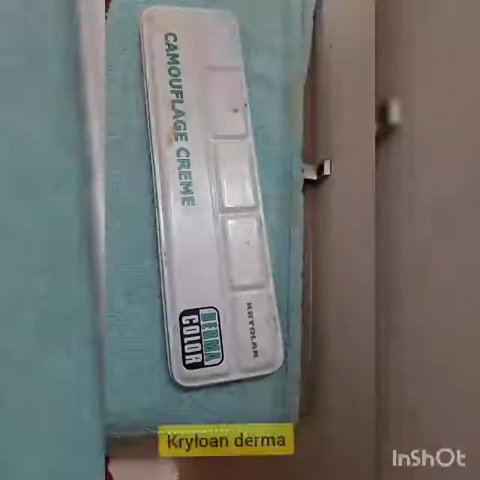 CAMOUFLAGE CREME
KRYOLAN
DERMA
COLOR
Kryloan derma
InShOt